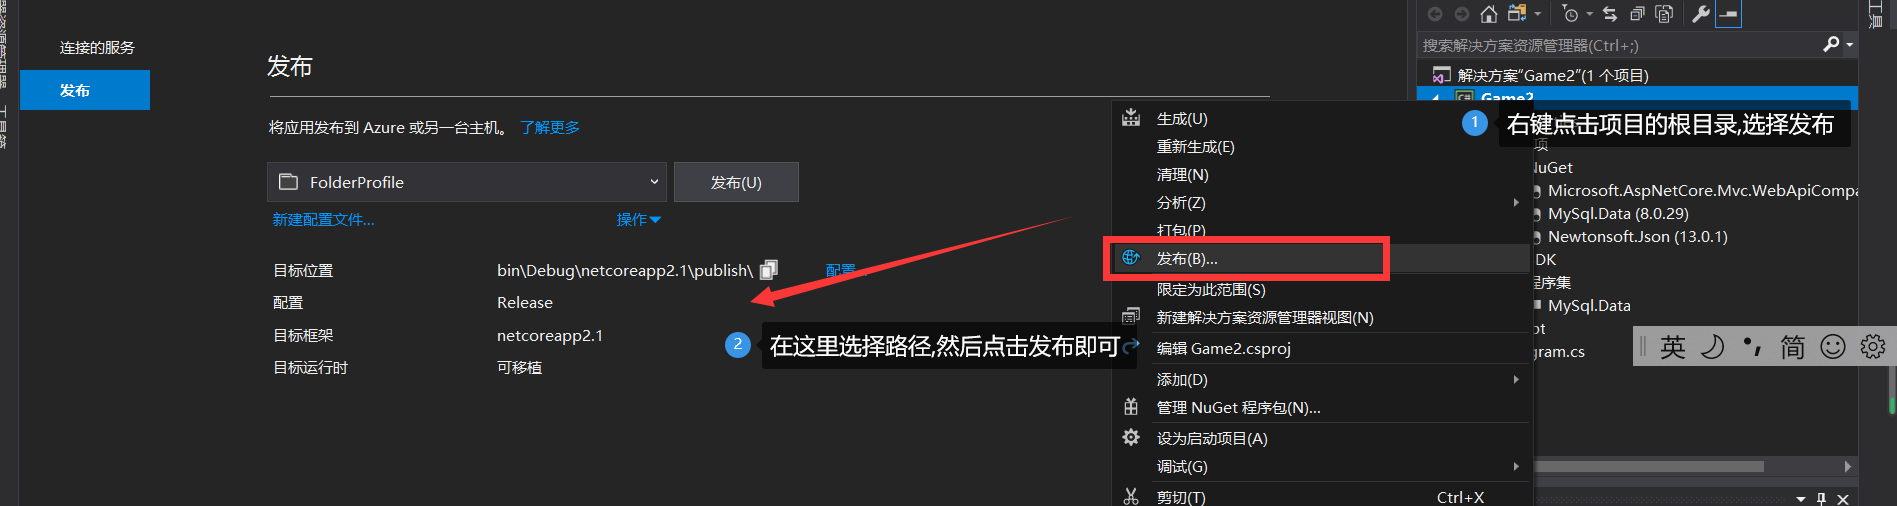 连接的服务
发布
发布
将应用发布到 Azure 或另一台主机。 了解更多
FolderProfile
发布(U)
新建配置文件...
操作
目标位置
bin\Debug\netcoreapp2.1\publish\
配置
配置
Release
目标框架
netcoreapp2.1
目标运行时
可移植
2
在这里选择路径,然后点击发布即可
生成(U)
重新生成(E)
清理(N)
分析(Z)
打包(P)
发布(B)...
限定为此范围(S)
新建解决方案资源管理器视图(N)
编辑 Game2.csproj
添加(D)
管理 NuGet 程序包(N)...
设为启动项目(A)
调试(G)
剪切(T)
Ctrl+X
搜索解决方案资源管理器(Ctrl+;)
解决方案"Game2"(1 个项目)
C# Game2
1
右键点击项目的根目录,选择发布
项
NuGet
Microsoft.AspNetCore.Mvc.WebApiCompa
MySql.Data (8.0.29)
Newtonsoft.Json (13.0.1)
DK
程序集
MySql.Data
ot
gram.cs
英
简
工具